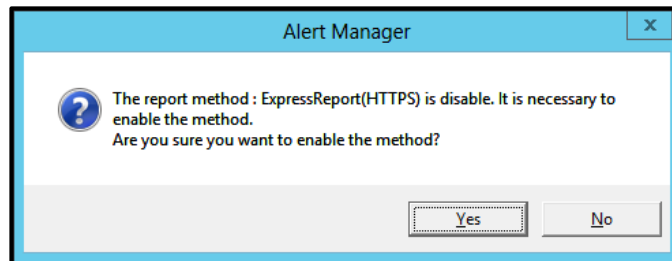 Alert Manager
x
The report method : ExpressReport(HTTPS) is disable. It is necessary to
enable the method.
Are you sure you want to enable the method?
Yes No